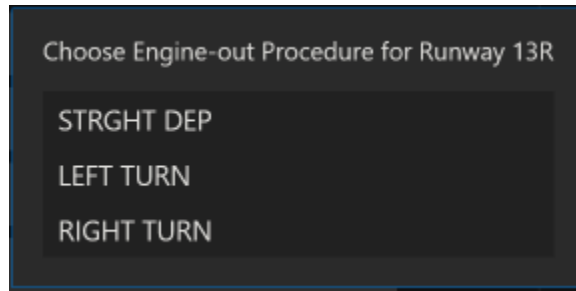 Choose Engine-out Procedure for Runway 13R
STRGHT DEP
LEFT TURN
RIGHT TURN